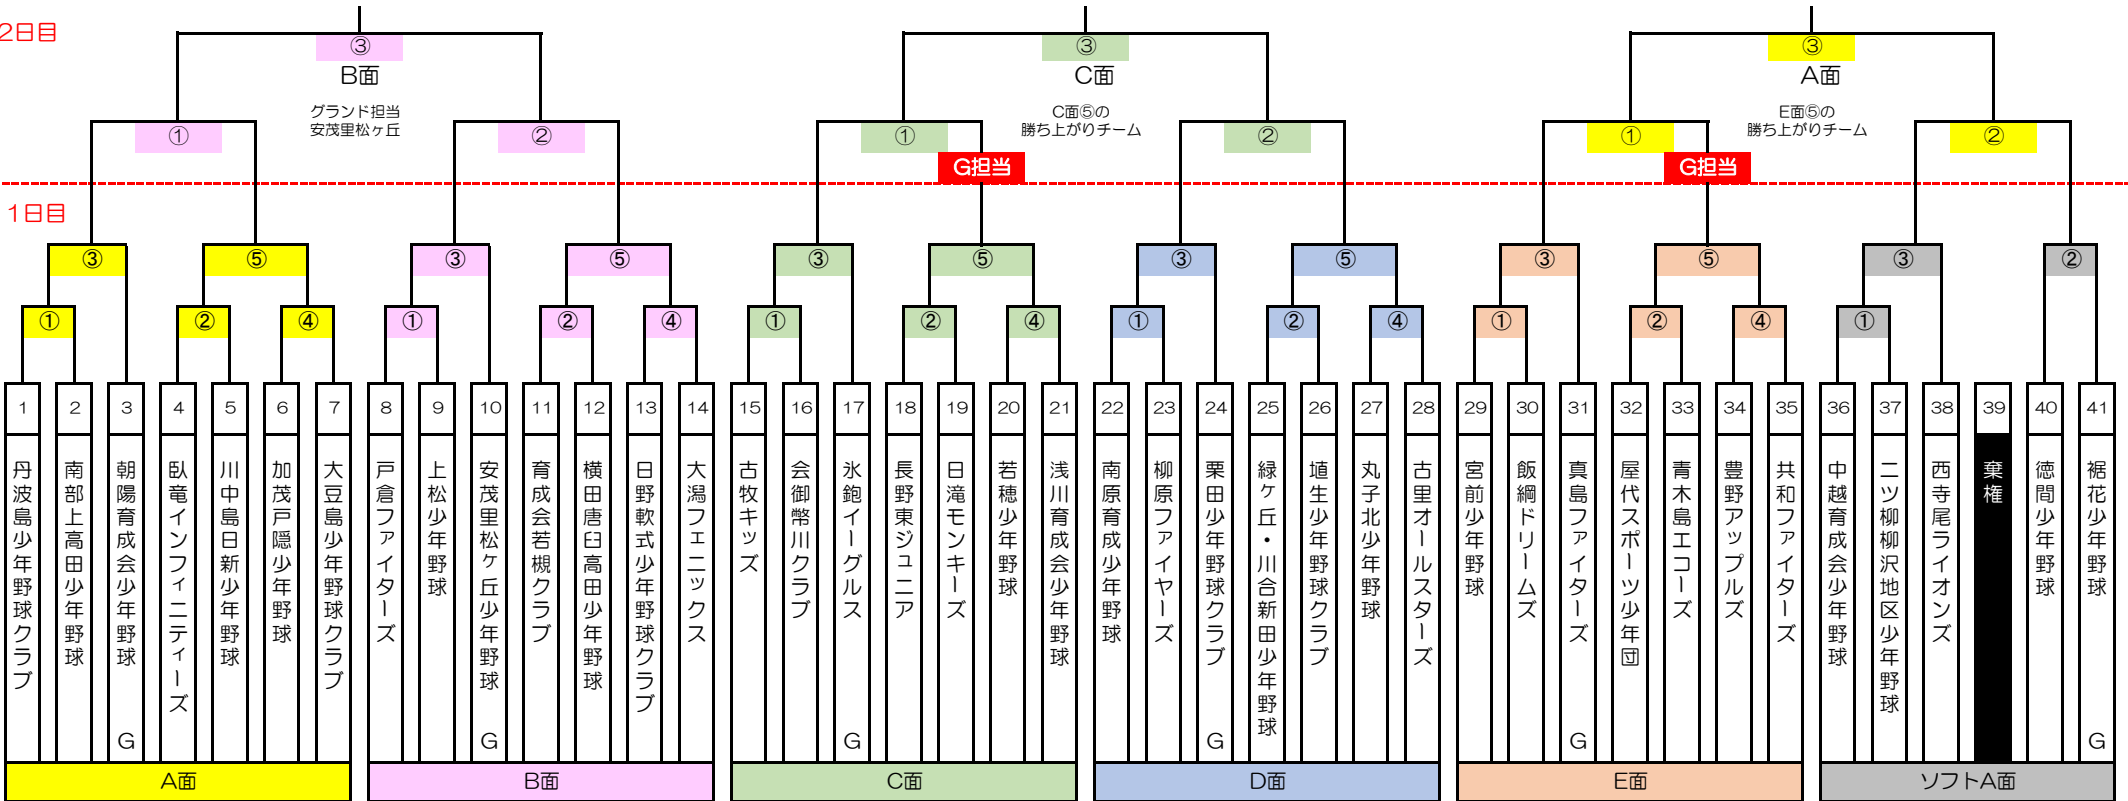 2日目
③
B面
グランド担当
安茂里松ヶ丘
①
②
③
C面
C面⑤の
勝ち上がりチーム
①
②
G担当
③
A面
E面⑤の
勝ち上がりチーム
①
②
G担当
1日目
③
⑤
③
⑤
③
⑤
③
⑤
③
⑤
③
②
①
②
④
①
②
④
①
②
④
①
②
④
①
②
④
①
1
2
3
4
5
6
7
8
9
10
11
12
13
14
15
16
17
18
19
20
21
22
23
24
25
26
27
28
29
30
31
32
33
34
35
36
37
38
39
40
41
丹波島少年野球クラブ
南部上高田少年野球
朝陽育成会少年野球 G
臥竜インフィニティーズ
川中島日新少年野球
加茂戸隠少年野球
大豆島少年野球クラブ
戸倉ファイターズ
上松少年野球
安茂里松ヶ丘少年野球 G
育成会若槻クラブ
横田唐臼高田少年野球
日野軟式少年野球クラブ
大潟フェニックス
古牧キッズ
会御幣川クラブ
氷鉋イーグルス G
長野東ジュニア
日滝モンキーズ
若穂少年野球
浅川育成会少年野球
南原育成少年野球
柳原ファイヤーズ
栗田少年野球クラブ G
緑ヶ丘・川合新田少年野球
埴生少年野球クラブ
丸子北少年野球
古里オールスターズ
宮前少年野球
飯綱ドリームズ
真島ファイターズ G
屋代スポーツ少年団
青木島エコーズ
豊野アップルズ
共和ファイターズ
中越育成会少年野球
二ツ柳柳沢地区少年野球
西寺尾ライオンズ
棄権
徳間少年野球
裾花少年野球 G
A面
B面
C面
D面
E面
ソフトA面